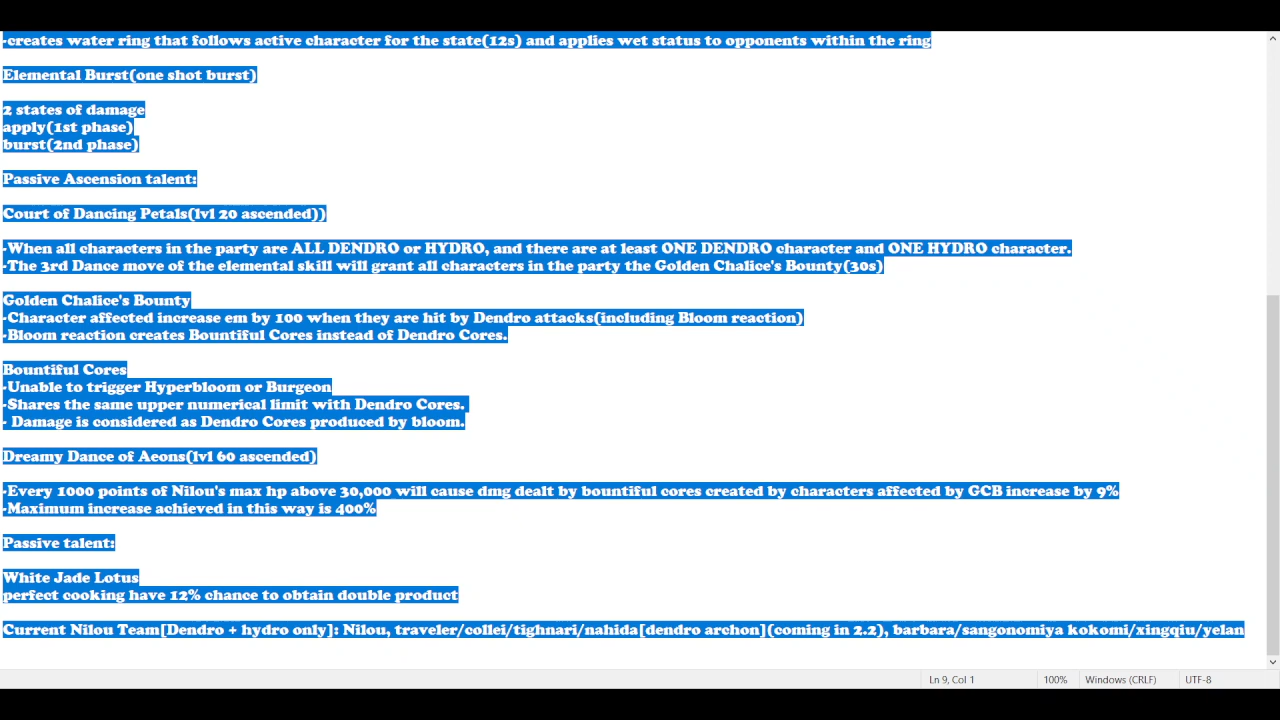 -creates water ring that follows active character for the state(12s) and applies wet status to opponents within the ring
Elemental Burst(one shot burst)
2 states of damage
apply(1st phase)
burst(2nd phase)
Passive Ascension talent:
Court of Dancing Petals(lvl 20 ascended))
-When all characters in the party are ALL DENDRO or HYDRO, and there are at least ONE DENDRO character and ONE HYDRO character.
-The 3rd Dance move of the elemental skill will grant all characters in the party the Golden Chalice's Bounty(30s)
Golden Chalice's Bounty
-Character affected increase em by 100 when they are hit by Dendro attacks(including Bloom reaction)
-Bloom reaction creates Bountiful Cores instead of Dendro Cores.
Bountiful Cores
-Unable to trigger Hyperbloom or Burgeon
-Shares the same upper numerical limit with Dendro Cores.
- Damage is considered as Dendro Cores produced by bloom.
Dreamy Dance of Aeons(lvl 60 ascended)
-Every 1000 points of Nilou's max hp above 30,000 will cause dmg dealt by bountiful cores created by characters affected by GCB increase by 9%
-Maximum increase achieved in this way is 400%
Passive talent:
White Jade Lotus
perfect cooking have 12% chance to obtain double product
Current Nilou Team[Dendro + hydro only]: Nilou, traveler/collei/tighnari/nahida[dendro archon](coming in 2.2), barbara/sangonomiya kokomi/xingqiu/yelan
Ln 9, Col 1 100% Windows (CRLF) UTF-8